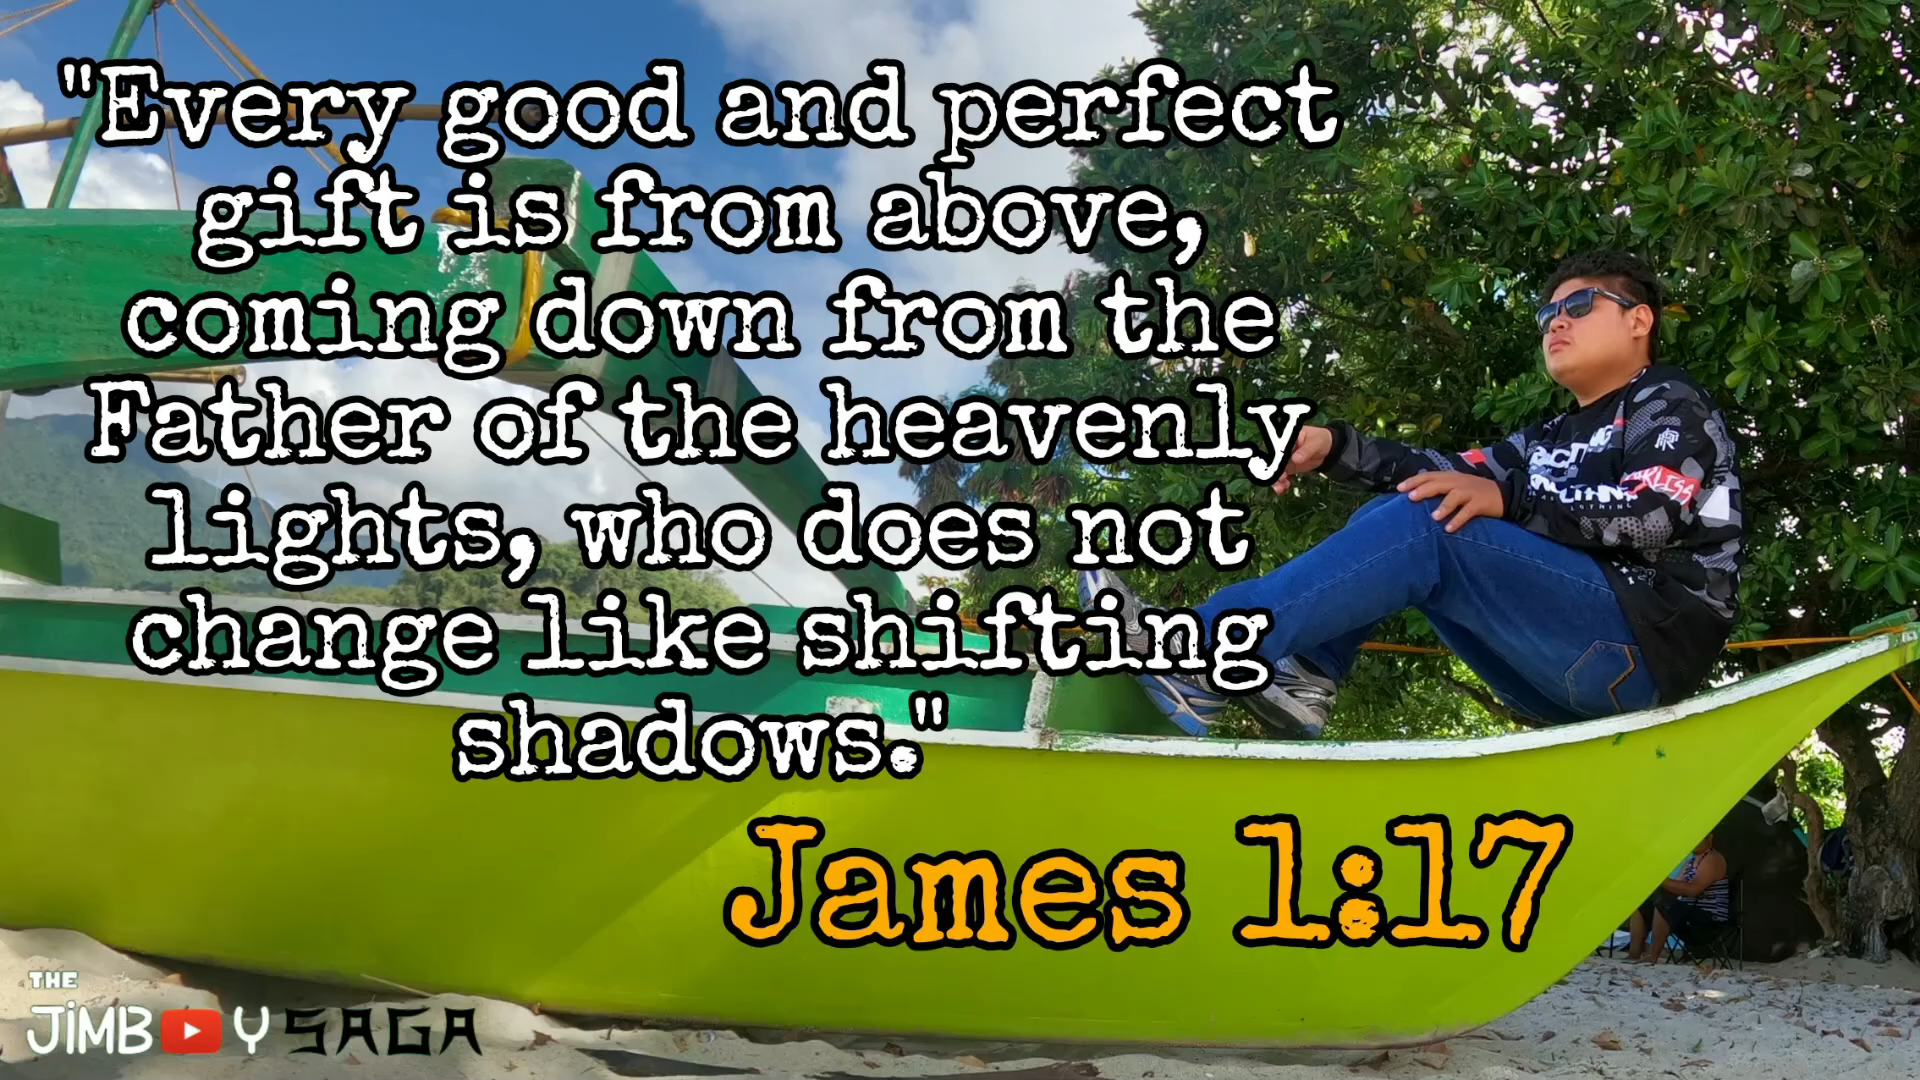 "Every good and perfect
gift is from above,
coming down from the
Father of the heavenly
lights, who does not
change like shifting
shadows."
James 1:17
THE
JiMB Y SAGA